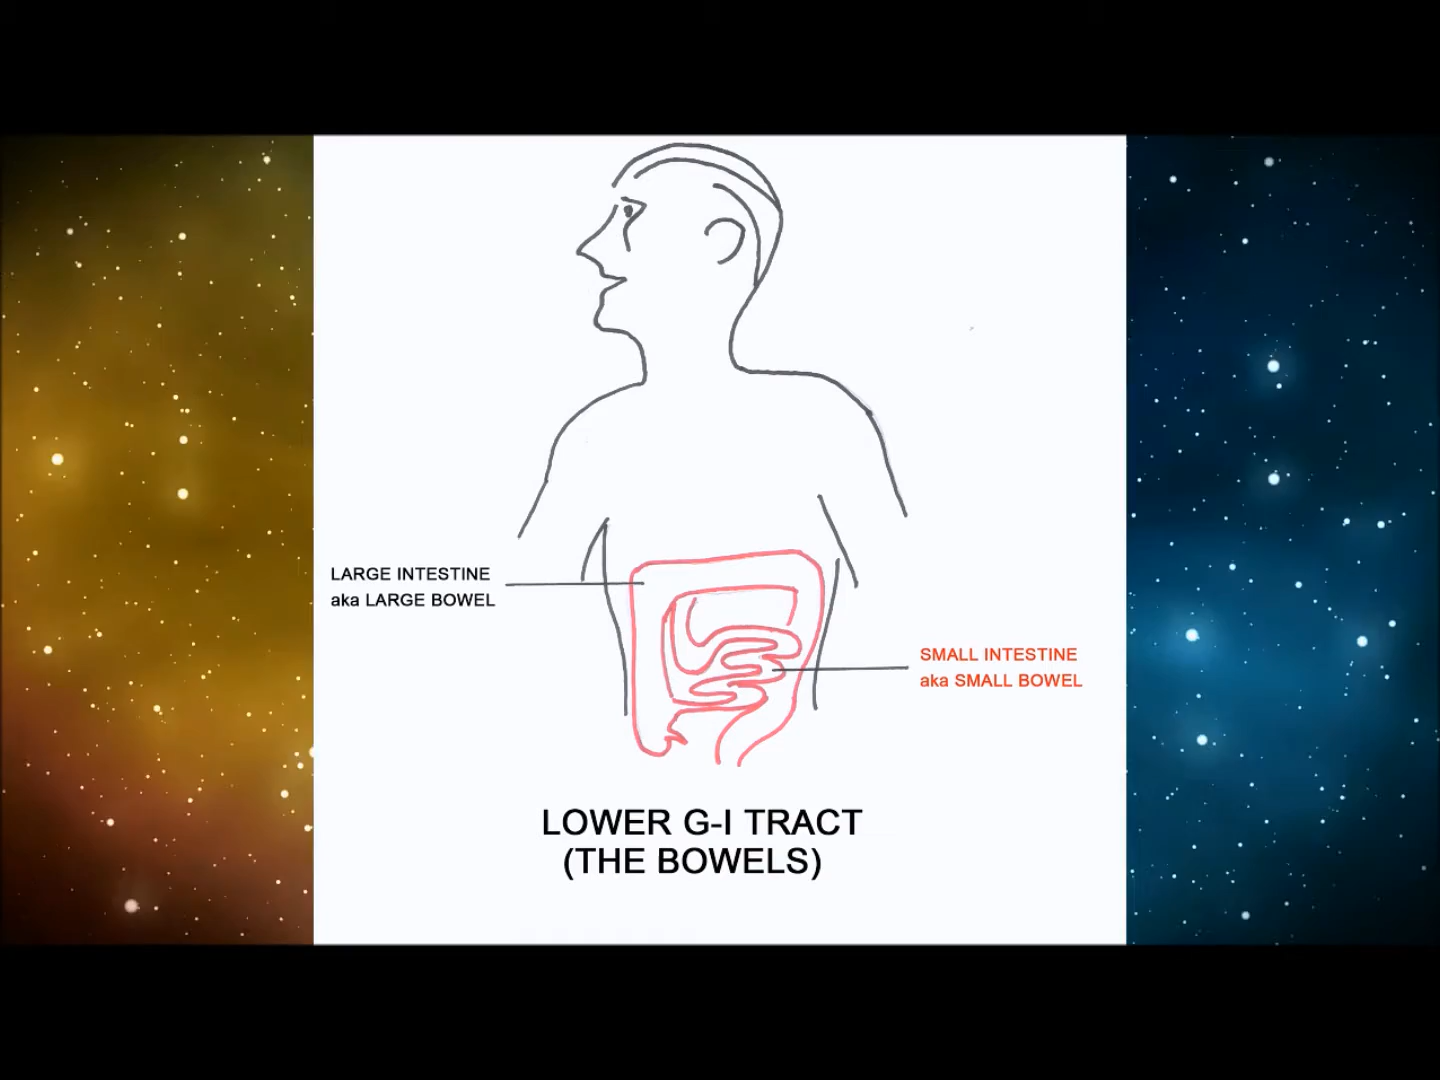 LARGE INTESTINE
aka LARGE BOWEL
SMALL INTESTINE
aka SMALL BOWEL
LOWER G-I TRACT
(THE BOWELS)